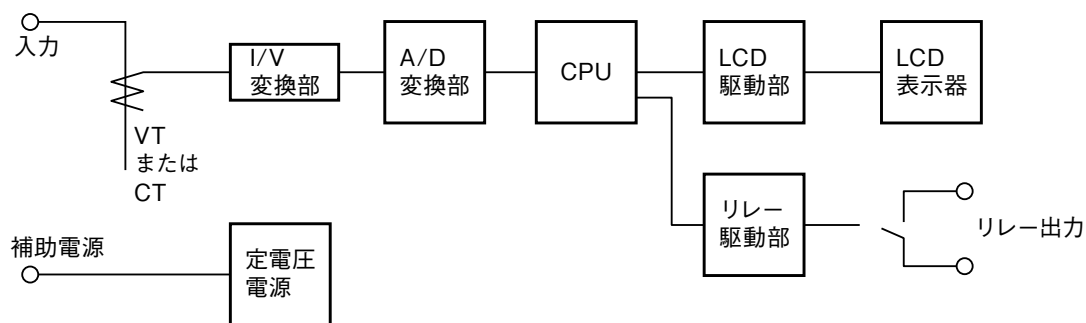 入力
I/V
変換部
A/D
変換部
CPU
LCD
駆動部
LCD
表示器
VT
または
CT
リレー
駆動部
リレー出力
補助電源
定電圧
電源